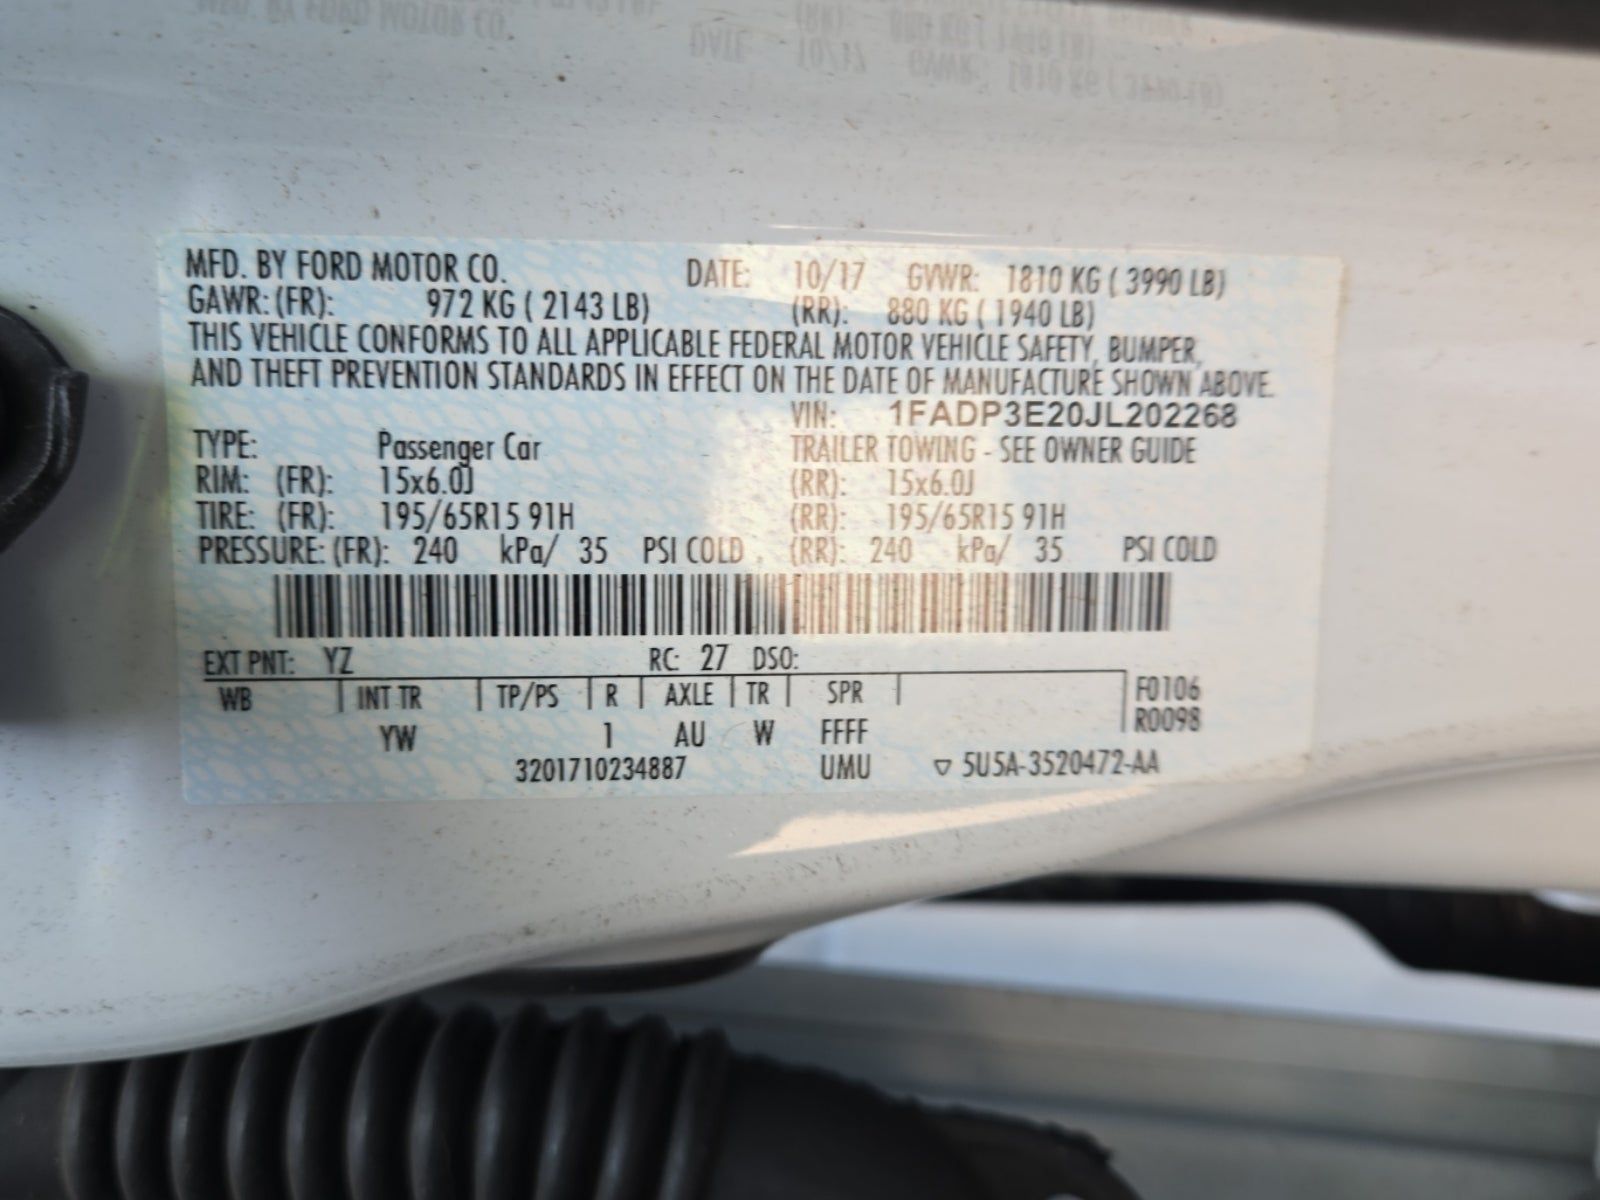 MFD. BY FORD MOTOR CO. DATE: 10/17 GVWR: 1810 KG ( 3990 LB)
GAWR: (FR): 972 KG ( 2143 LB) (RR): 880 KG ( 1940 LB)
THIS VEHICLE CONFORMS TO ALL APPLICABLE FEDERAL MOTOR VEHICLE SAFETY, BUMPER,
AND THEFT PREVENTION STANDARDS IN EFFECT ON THE DATE OF MANUFACTURE SHOWN ABOVE.
VIN: 1FADP3E20JL202268
TYPE: Passenger Car TRAILER TOWING - SEE OWNER GUIDE
RIM: (FR): 15x6.0J (RR): 15x6.0J
TIRE: (FR): 195/65R15 91H (RR): 195/65R15 91H
PRESSURE: (FR): 240 kPa/ 35 PSI COLD (RR): 240 kPa/ 35 PSI COLD
EXT PNT: YZ RC: 27 DSO:
WB INT TR TP/PS R AXLE TR SPR F0106
R0098
YW 1 AU W FFFF
3201710234887 UMU ▽ 5U5A-3520472-AA